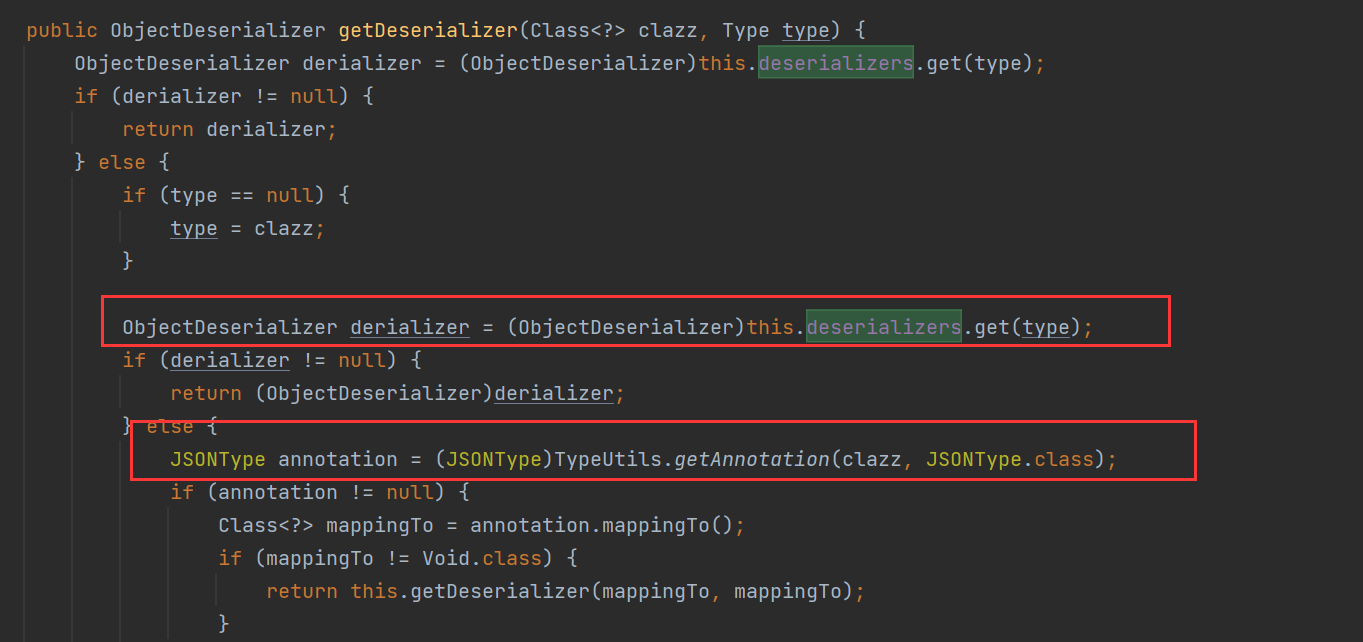 public ObjectDeserializer getDeserializer(Class<?> clazz, Type type) {
ObjectDeserializer derializer = (ObjectDeserializer)this.deserializers.get(type);
if (derializer != null) {
return derializer;
} else {
if (type == null) {
type = clazz;
}
ObjectDeserializer derializer = (ObjectDeserializer)this.deserializers.get(type);
if (derializer != null) {
return (ObjectDeserializer)derializer;
} else {
JSONType annotation = (JSONType)TypeUtils.getAnnotation(clazz, JSONType.class);
if (annotation != null) {
Class<?> mappingTo = annotation.mappingTo();
if (mappingTo != Void.class) {
return this.getDeserializer(mappingTo, mappingTo);
}